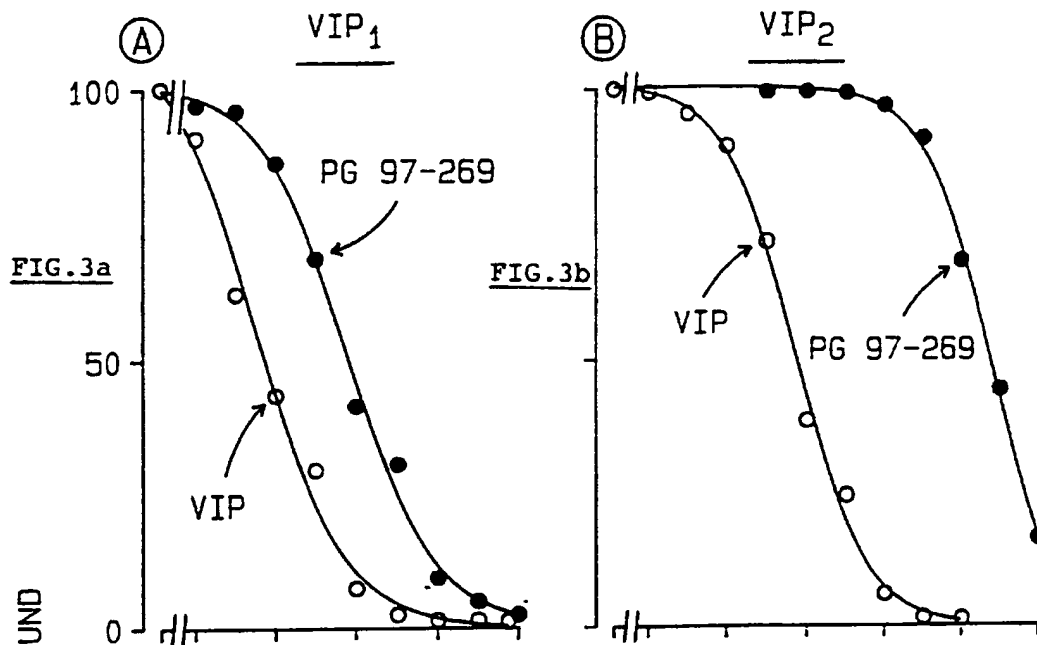 A
VIP1
B
VIP2
100
PG 97-269
FIG.3a
FIG.3b
VIP
PG 97-269
50
VIP
UND
0